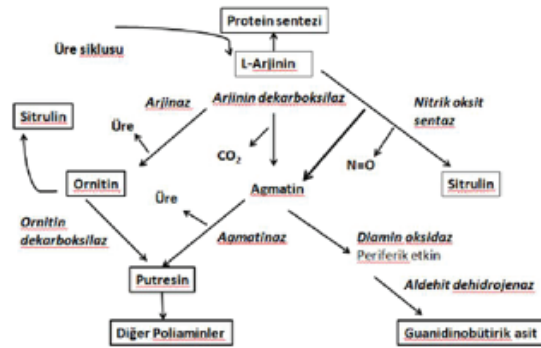 Protein sentezi
Üre siklusu
L-Arjinin
Arjinaz
Arjinin dekarboksilaz
Nitrik oksit
sentaz
Sitrulin
Üre
CO₂
N=O
Ornitin
Üre
Agmatin
Sitrulin
Ornitin
dekarboksilaz
Agmatinaz
Diamin oksidaz
Periferik etkin
Putresin
Aldehit dehidrojenaz
Diğer Poliaminler
Guanidinobütirik asit